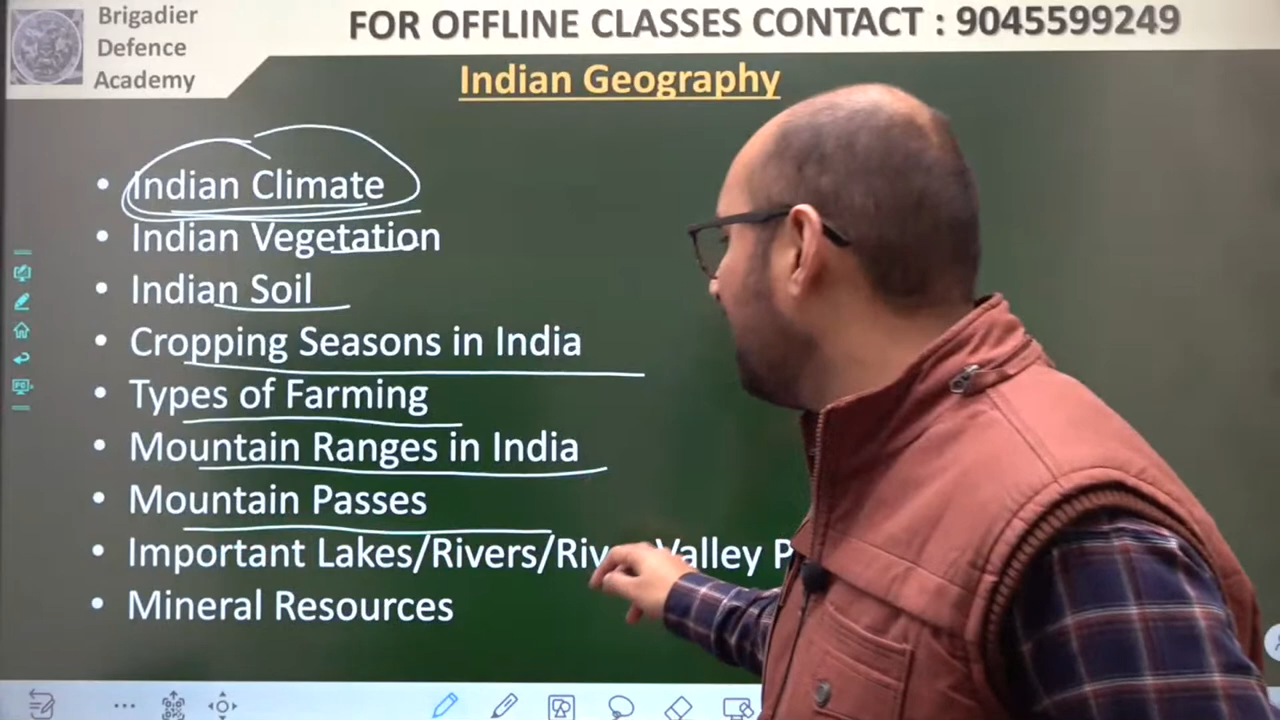 Brigadier
Defence
Academy
FOR OFFLINE CLASSES CONTACT : 9045599249
Indian Geography
• Indian Climate
• Indian Vegetation
• Indian Soil
• Cropping Seasons in India
• Types of Farming
• Mountain Ranges in India
• Mountain Passes
• Important Lakes/Rivers/ Valley
• Mineral Resources